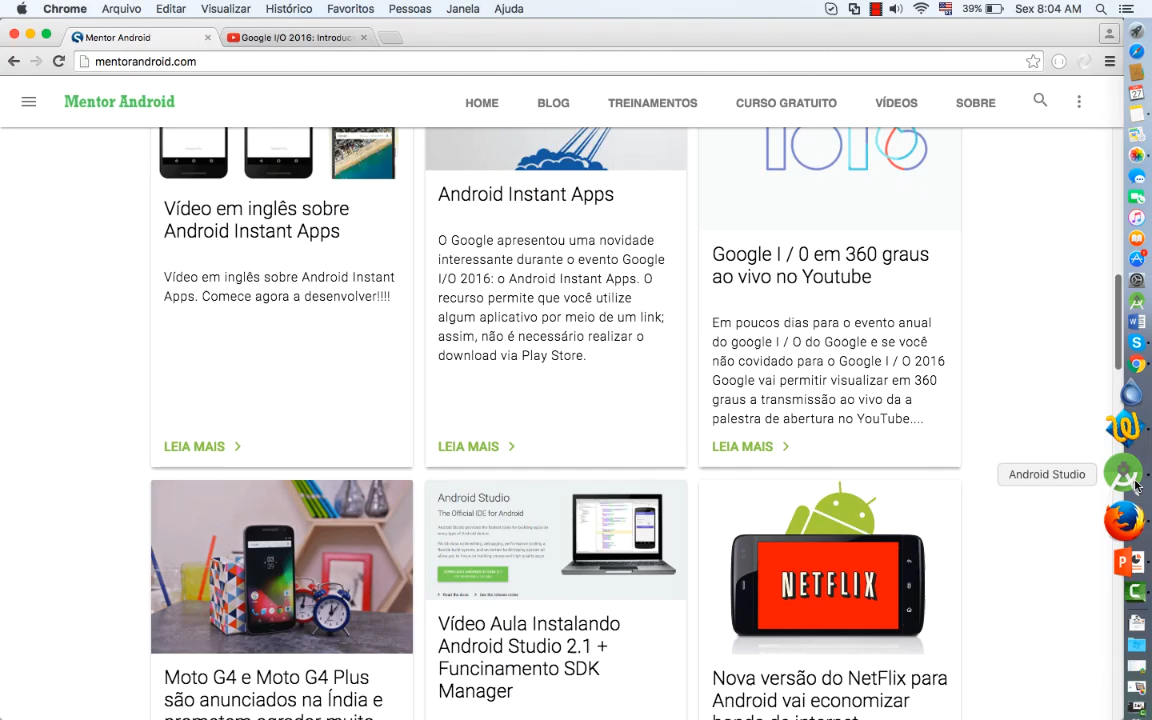 Chrome Arquivo Editar Visualizar Histórico Favoritos Pessoas Janela Ajuda 39% Sex 8:04 AM
Mentor Android × Google I/O 2016: Introduc ×
mentorandroid.com
Mentor Android HOME BLOG TREINAMENTOS CURSO GRATUITO VÍDEOS SOBRE
Vídeo em inglês sobre
Android Instant Apps
Vídeo em inglês sobre Android Instant
Apps. Comece agora a desenvolver!!!!
LEIA MAIS
Android Instant Apps
O Google apresentou uma novidade
interessante durante o evento Google
I/O 2016: o Android Instant Apps. O
recurso permite que você utilize
algum aplicativo por meio de um link;
assim, não é necessário realizar o
download via Play Store.
LEIA MAIS
Google I / 0 em 360 graus
ao vivo no Youtube
Em poucos dias para o evento anual
do google I / O do Google e se você
não covidado para o Google I / O 2016
Google vai permitir visualizar em 360
graus a transmissão ao vivo da a
palestra de abertura no YouTube....
LEIA MAIS
Android Studio
Moto G4 e Moto G4 Plus
são anunciados na Índia e
Android Studio
The Official IDE for Android
Vídeo Aula Instalando
Android Studio 2.1 +
Funcinamento SDK
Manager
NETFLIX
Nova versão do NetFlix para
Android vai economizar